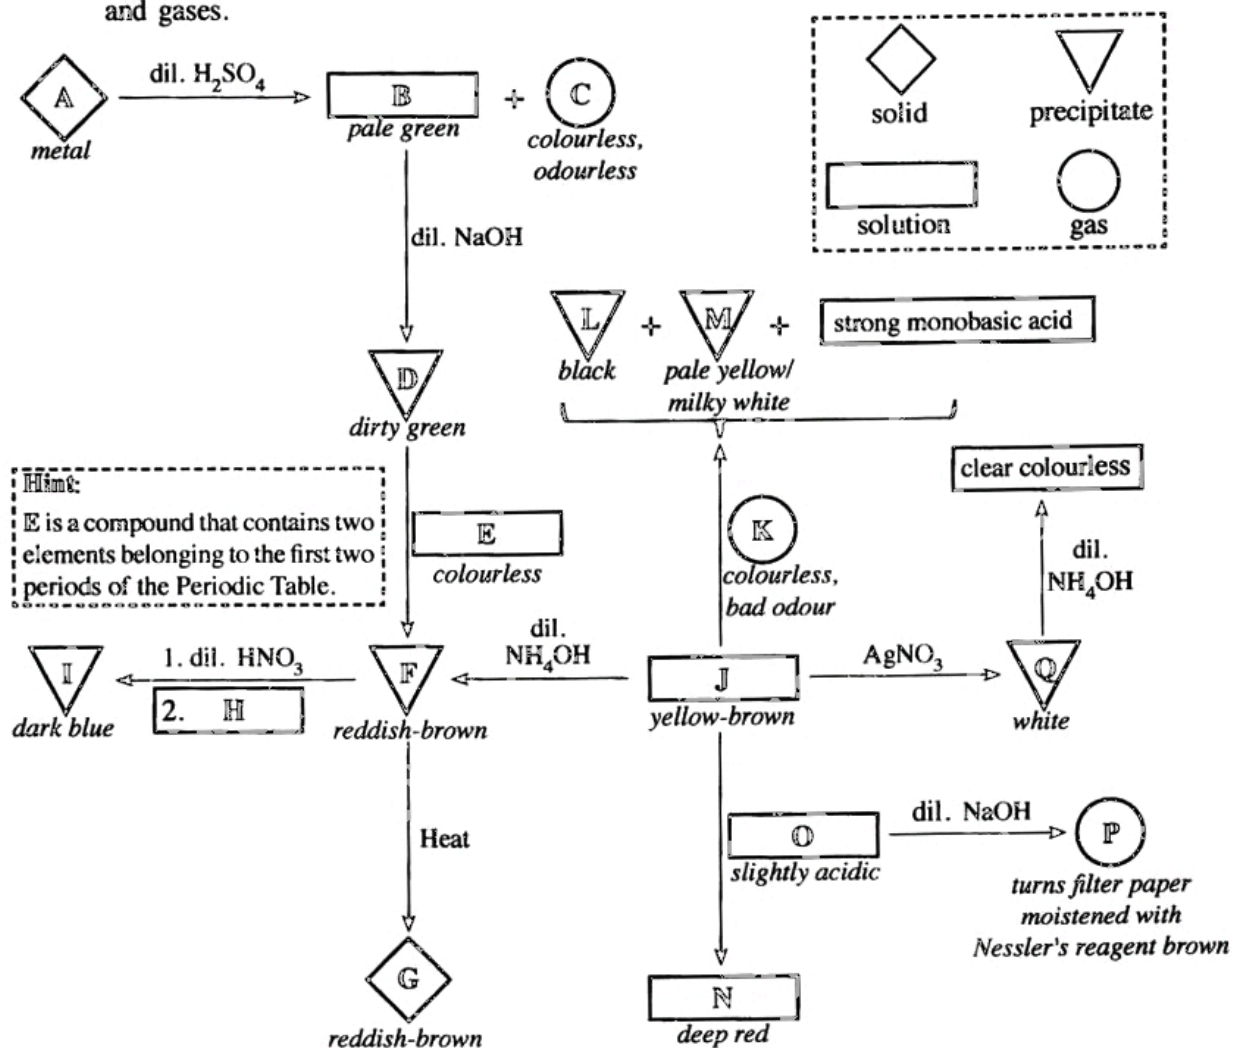 and gases.
A
metal
dil. H₂SO₄
B
pale green
+
C
colourless,
odourless
solid
precipitate
solution
gas
dil. NaOH
D
dirty green
L
black
+
M
pale yellow/
milky white
+
strong monobasic acid
Hint:
E is a compound that contains two
elements belonging to the first two
periods of the Periodic Table.
E
colourless
K
colourless,
bad odour
clear colourless
dil.
NH₄OH
I
dark blue
1. dil. HNO₃
2. H
F
reddish-brown
dil.
NH₄OH
J
yellow-brown
AgNO₃
Q
white
Heat
G
reddish-brown
O
slightly acidic
dil. NaOH
P
turns filter paper
moistened with
Nessler's reagent brown
N
deep red